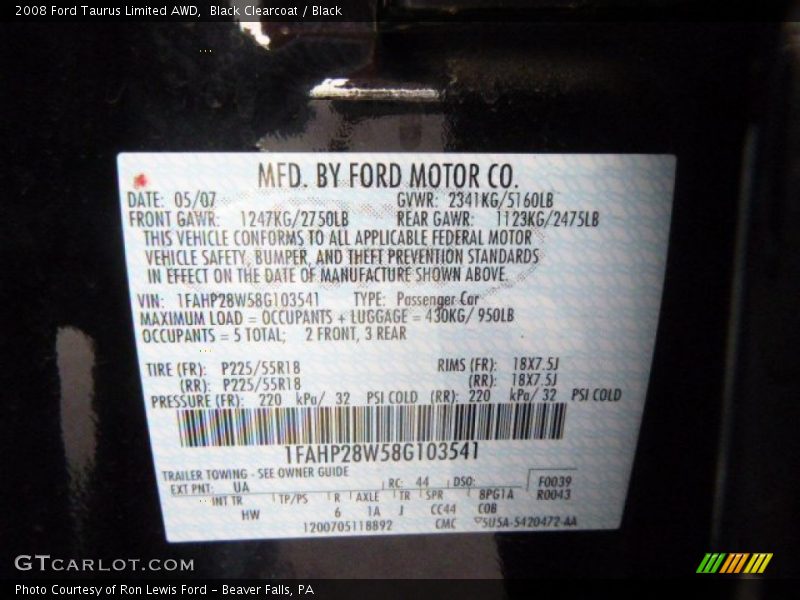 2008 Ford Taurus Limited AWD, Black Clearcoat / Black
MFD. BY FORD MOTOR CO.
DATE: 05/07 GVWR: 2341KG/5160LB
FRONT GAWR: 1247KG/2750LB REAR GAWR: 1123KG/2475LB
THIS VEHICLE CONFORMS TO ALL APPLICABLE FEDERAL MOTOR
VEHICLE SAFETY, BUMPER, AND THEFT PREVENTION STANDARDS
IN EFFECT ON THE DATE OF MANUFACTURE SHOWN ABOVE.
VIN: 1FAHP28W58G103541 TYPE: Passenger Car
MAXIMUM LOAD = OCCUPANTS + LUGGAGE = 430KG/ 950LB
OCCUPANTS = 5 TOTAL; 2 FRONT, 3 REAR
TIRE (FR): P225/55R18 RIMS (FR): 18X7.5J
(RR): P225/55R18 (RR): 18X7.5J
PRESSURE (FR): 220 kPa/ 32 PSI COLD (RR): 220 kPa/ 32 PSI COLD
1FAHP28W58G103541
TRAILER TOWING - SEE OWNER GUIDE
EXT PNT: UA RC: 44 DSO: F0039
INT TR TP/PS R AXLE TR SPR 8PG1A R0043
HW 6 1A J CC44 C0B
1200705118892 CMC 5U5A-5420472-AA
GTCARLOT.COM
Photo Courtesy of Ron Lewis Ford - Beaver Falls, PA